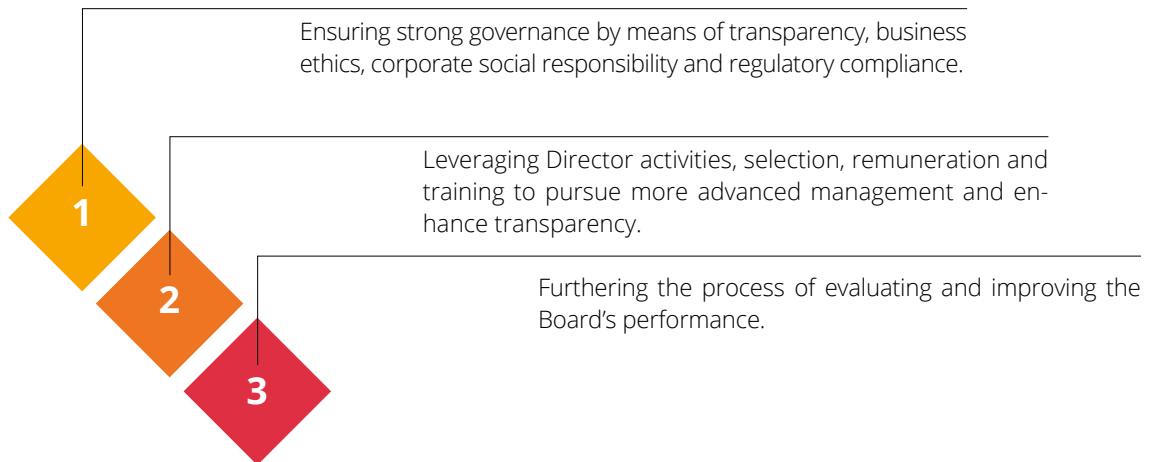 Ensuring strong governance by means of transparency, business
ethics, corporate social responsibility and regulatory compliance.
1
Leveraging Director activities, selection, remuneration and
training to pursue more advanced management and en-
hance transparency.
2
Furthering the process of evaluating and improving the
Board’s performance.
3